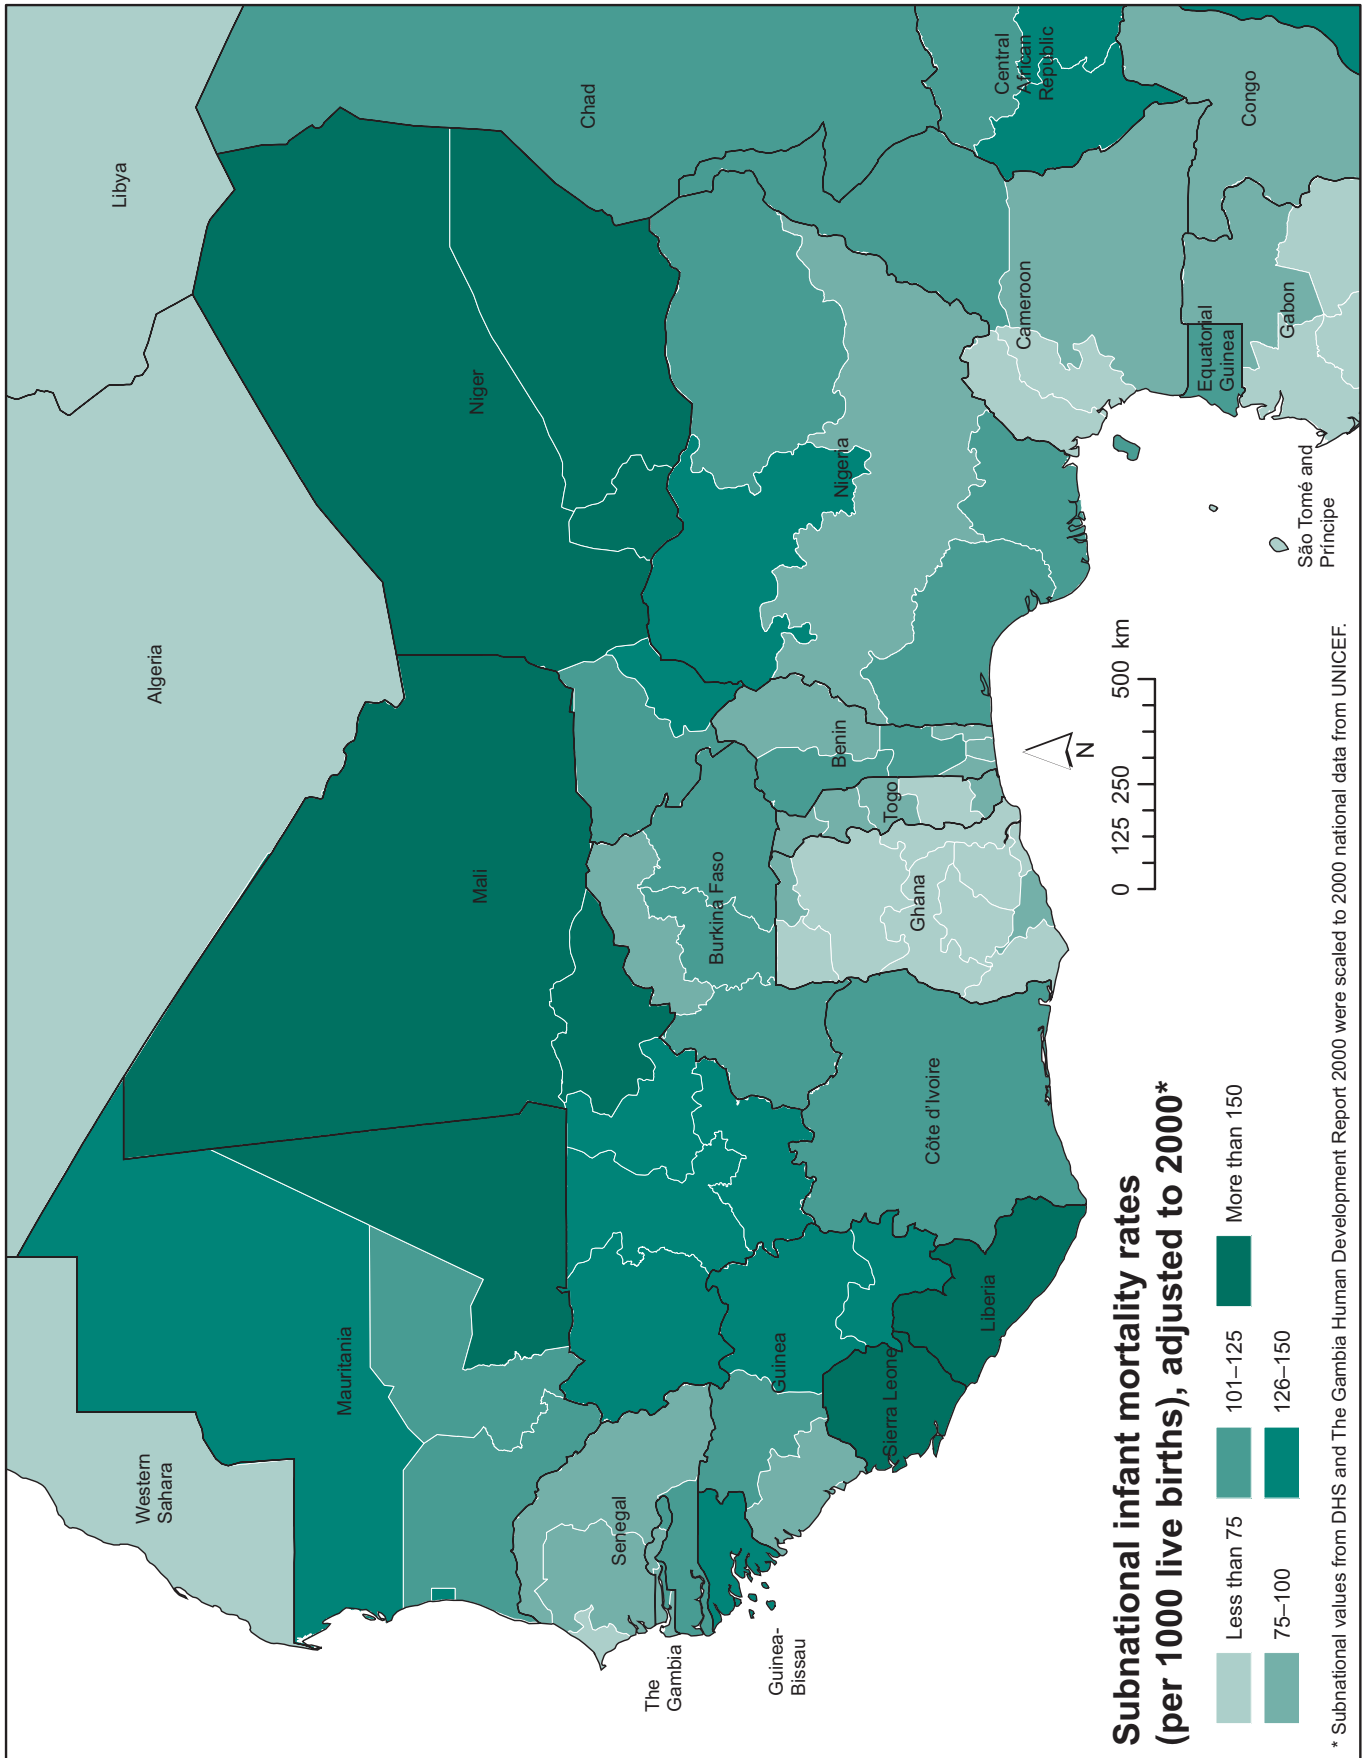 Western
Sahara
Algeria
Libya
Mauritania
Mali
Niger
Chad
The
Gambia
Senegal
Guinea-
Bissau
Guinea
Burkina Faso
Benin
Nigeria
Togo
Ghana
Sierra Leone
Liberia
Côte d'Ivoire
Cameroon
Central
African
Republic
Equatorial
Guinea
Gabon
Congo
São Tomé and
Príncipe
N
0 125 250 500 km
Subnational infant mortality rates
(per 1000 live births), adjusted to 2000*
Less than 75
75–100
101–125
126–150
More than 150
* Subnational values from DHS and The Gambia Human Development Report 2000 were scaled to 2000 national data from UNICEF.